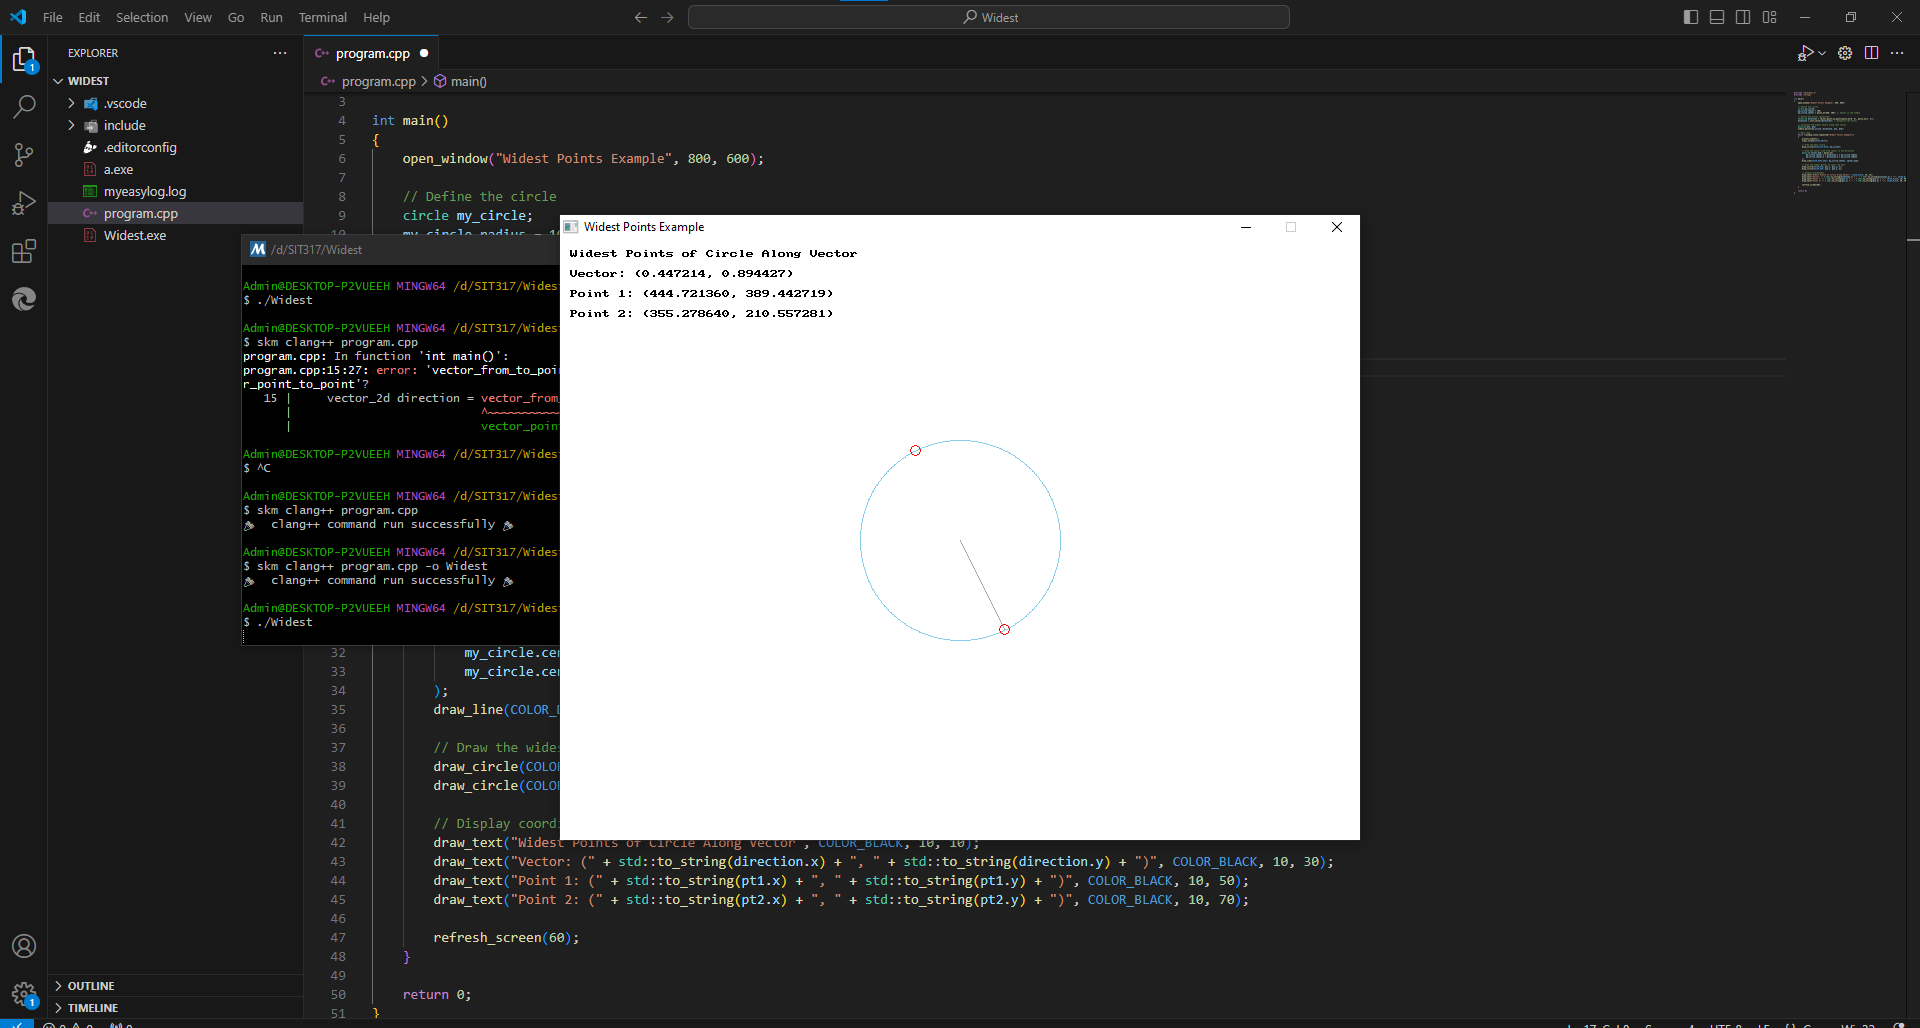 File Edit Selection View Go Run Terminal Help
Widest
EXPLORER
WIDEST
.vscode
include
.editorconfig
a.exe
myeasylog.log
program.cpp
Widest.exe
OUTLINE
TIMELINE
program.cpp
program.cpp > main()
3
4 int main()
5 {
6 open_window("Widest Points Example", 800, 600);
7
8 // Define the circle
9 circle my_circle;
/d/SIT317/Widest
Admin@DESKTOP-P2VUEEH MINGW64 /d/SIT317/Widest
$ ./Widest
Admin@DESKTOP-P2VUEEH MINGW64 /d/SIT317/Widest
$ skm clang++ program.cpp
program.cpp: In function 'int main()':
program.cpp:15:27: error: 'vector_from_to_poin
r_point_to_point'?
15 | vector_2d direction = vector_from_
| ^~~~~~~~~~~
| vector_poin
Admin@DESKTOP-P2VUEEH MINGW64 /d/SIT317/Widest
$ ^C
Admin@DESKTOP-P2VUEEH MINGW64 /d/SIT317/Widest
$ skm clang++ program.cpp
clang++ command run successfully
Admin@DESKTOP-P2VUEEH MINGW64 /d/SIT317/Widest
$ skm clang++ program.cpp -o Widest
clang++ command run successfully
Admin@DESKTOP-P2VUEEH MINGW64 /d/SIT317/Widest
$ ./Widest
Widest Points Example
Widest Points of Circle Along Vector
Vector: (0.447214, 0.894427)
Point 1: (444.721360, 389.442719)
Point 2: (355.278640, 210.557281)
32 my_circle.cen
33 my_circle.cen
34 );
35 draw_line(COLOR_B
36
37 // Draw the wides
38 draw_circle(COLOR
39 draw_circle(COLOR
40
41 // Display coordi
42 draw_text("Widest Points of Circle Along Vector", COLOR_BLACK, 10, 10);
43 draw_text("Vector: (" + std::to_string(direction.x) + ", " + std::to_string(direction.y) + ")", COLOR_BLACK, 10, 30);
44 draw_text("Point 1: (" + std::to_string(pt1.x) + ", " + std::to_string(pt1.y) + ")", COLOR_BLACK, 10, 50);
45 draw_text("Point 2: (" + std::to_string(pt2.x) + ", " + std::to_string(pt2.y) + ")", COLOR_BLACK, 10, 70);
46
47 refresh_screen(60);
48 }
49
50 return 0;
51 }